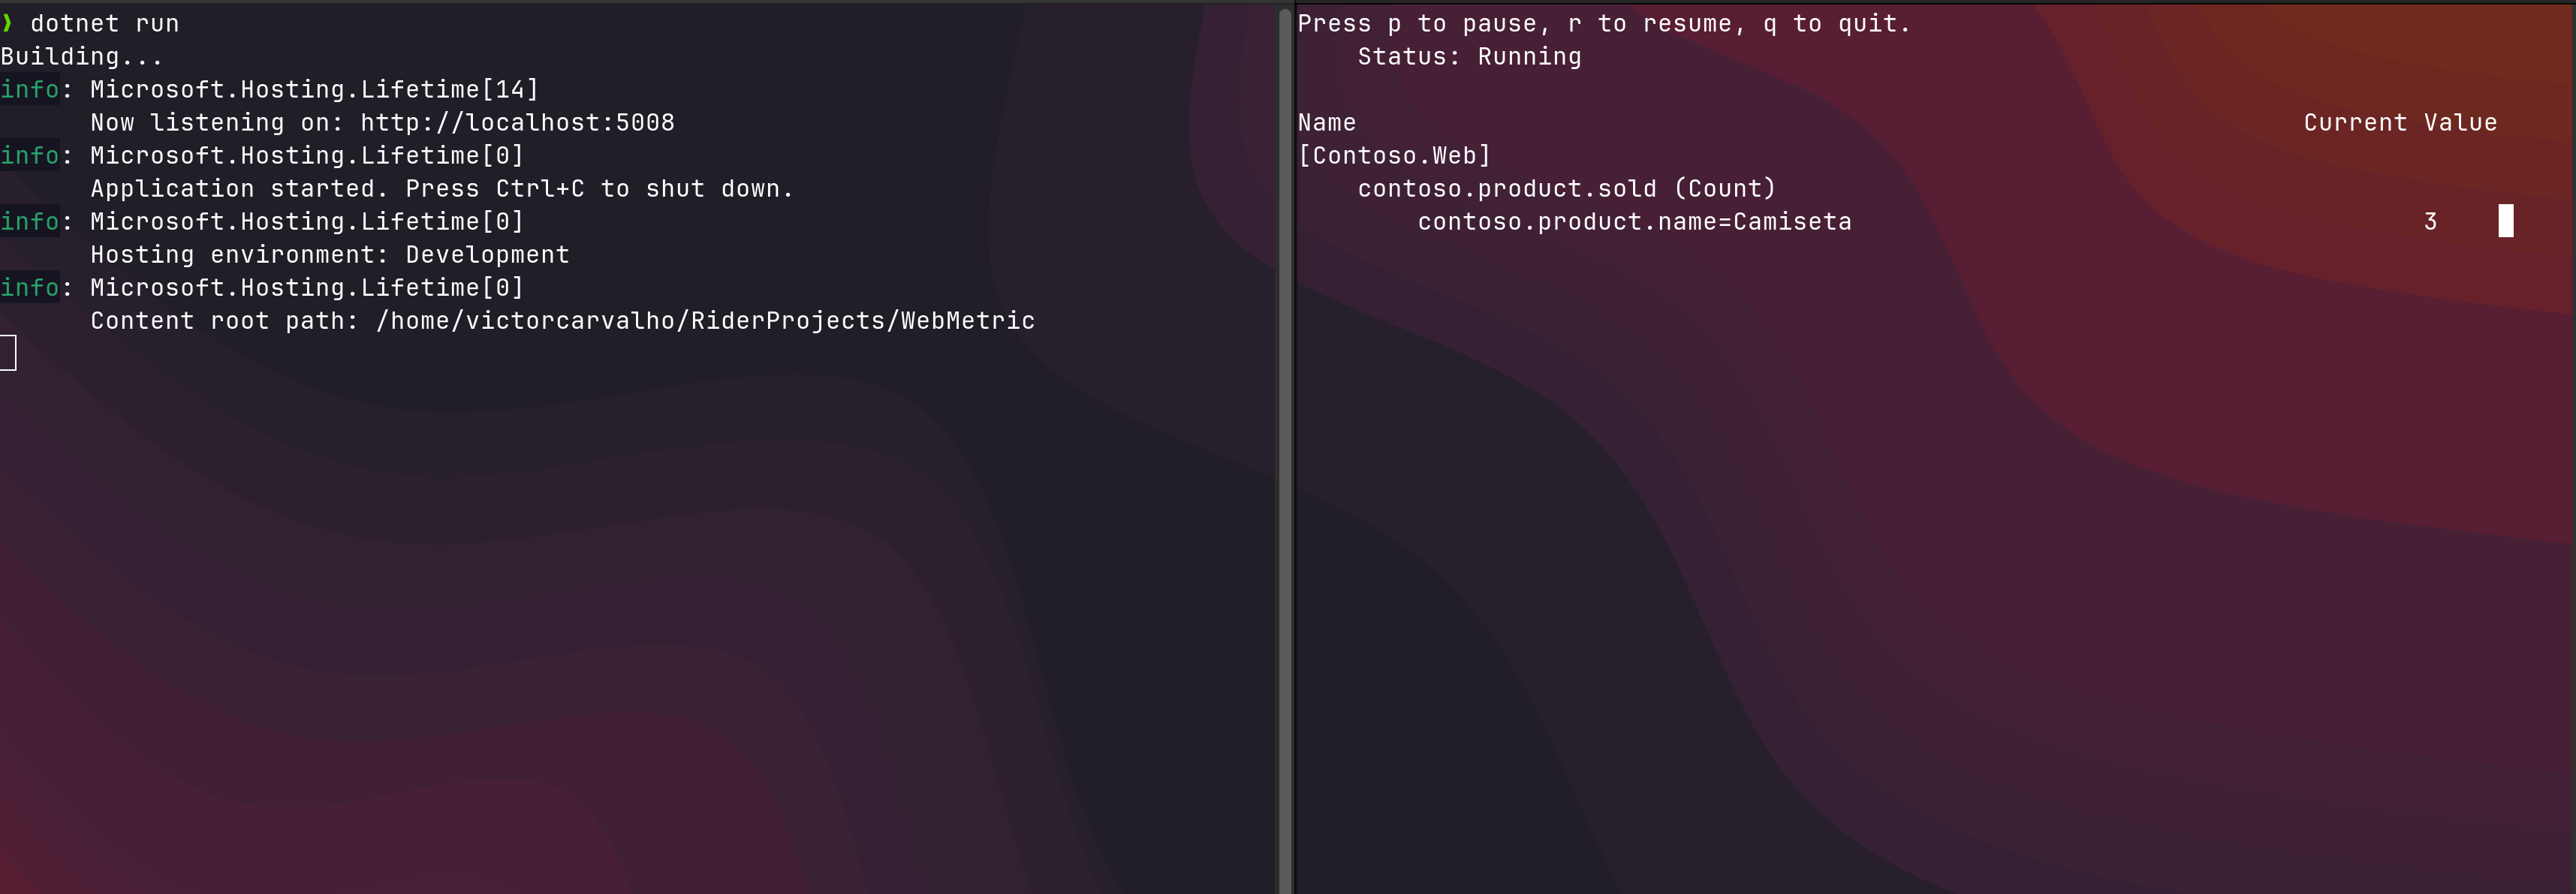 ❯ dotnet run
Building...
info: Microsoft.Hosting.Lifetime[14]
      Now listening on: http://localhost:5008
info: Microsoft.Hosting.Lifetime[0]
      Application started. Press Ctrl+C to shut down.
info: Microsoft.Hosting.Lifetime[0]
      Hosting environment: Development
info: Microsoft.Hosting.Lifetime[0]
      Content root path: /home/victorcarvalho/RiderProjects/WebMetric
Press p to pause, r to resume, q to quit.
    Status: Running
Name                                                               Current Value
[Contoso.Web]
    contoso.product.sold (Count)
        contoso.product.name=Camiseta                                      3